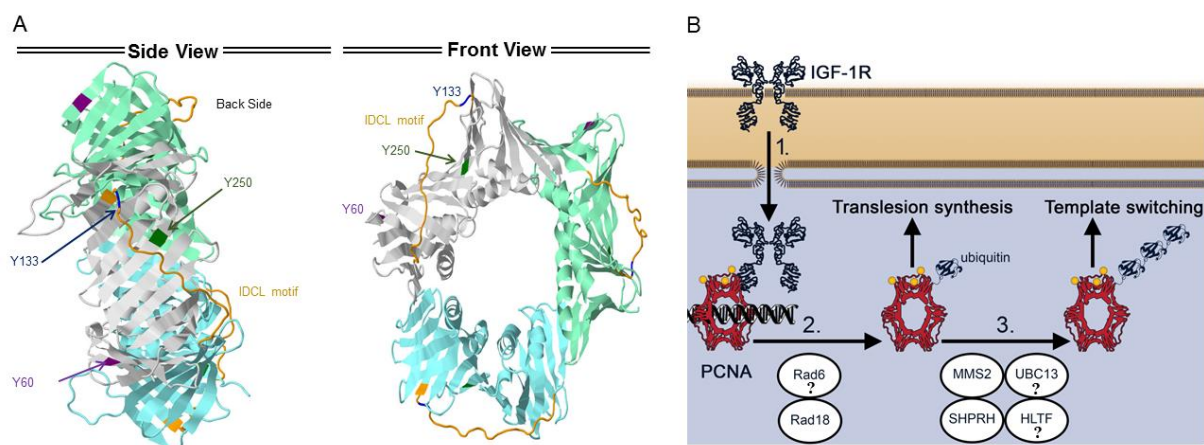 A
Side View
Front View
Back Side
Y250
Y133
IDCL motif
Y60
Y133
IDCL motif
Y250
Y60
B
IGF-1R
1.
Translesion synthesis
Template switching
ubiquitin
2.
3.
PCNA
Rad6
?
Rad18
MMS2
UBC13
?
SHPRH
HLTF
?